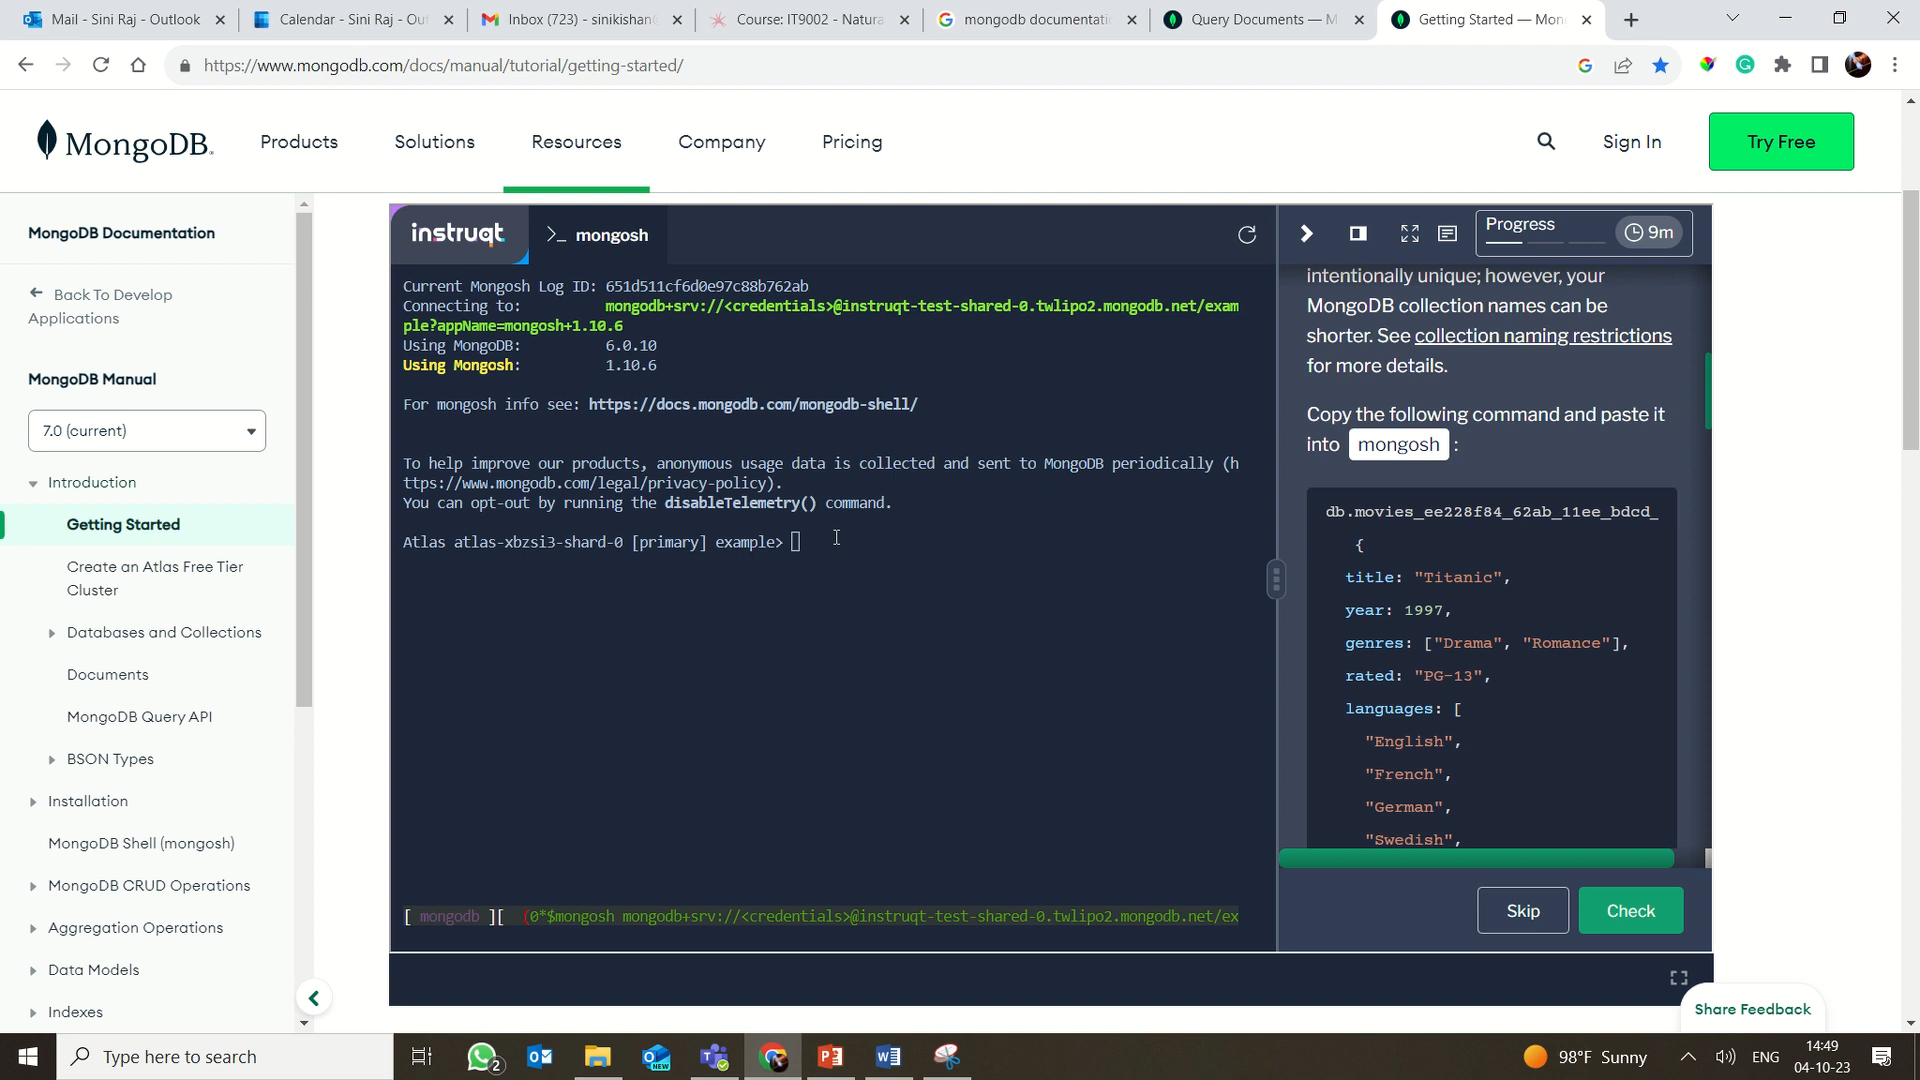 Mail - Sini Raj - Outlook
Calendar - Sini Raj - Ou
Inbox (723) - sinikishan
Course: IT9002 - Natura
mongodb documentati
Query Documents — M
Getting Started — Mon
https://www.mongodb.com/docs/manual/tutorial/getting-started/
MongoDB.
Products
Solutions
Resources
Company
Pricing
Sign In
Try Free
MongoDB Documentation
Back To Develop
Applications
MongoDB Manual
7.0 (current)
Introduction
Getting Started
Create an Atlas Free Tier
Cluster
Databases and Collections
Documents
MongoDB Query API
BSON Types
Installation
MongoDB Shell (mongosh)
MongoDB CRUD Operations
Aggregation Operations
Data Models
Indexes
instruqt
>_ mongosh
Current Mongosh Log ID: 651d511cf6d0e97c88b762ab
Connecting to: mongodb+srv://<credentials>@instruqt-test-shared-0.twlipo2.mongodb.net/exam
ple?appName=mongosh+1.10.6
Using MongoDB: 6.0.10
Using Mongosh: 1.10.6
For mongosh info see: https://docs.mongodb.com/mongodb-shell/
To help improve our products, anonymous usage data is collected and sent to MongoDB periodically (h
ttps://www.mongodb.com/legal/privacy-policy).
You can opt-out by running the disableTelemetry() command.
Atlas atlas-xbzsi3-shard-0 [primary] example>
[ mongodb ][ (0*$mongosh mongodb+srv://<credentials>@instruqt-test-shared-0.twlipo2.mongodb.net/ex
Progress
9m
intentionally unique; however, your
MongoDB collection names can be
shorter. See collection naming restrictions
for more details.
Copy the following command and paste it
into mongosh :
db.movies_ee228f84_62ab_11ee_bdcd_
{
title: "Titanic",
year: 1997,
genres: ["Drama", "Romance"],
rated: "PG-13",
languages: [
"English",
"French",
"German",
"Swedish",
Skip
Check
Share Feedback
Type here to search
2
NEW
98°F Sunny
ENG
14:49
04-10-23